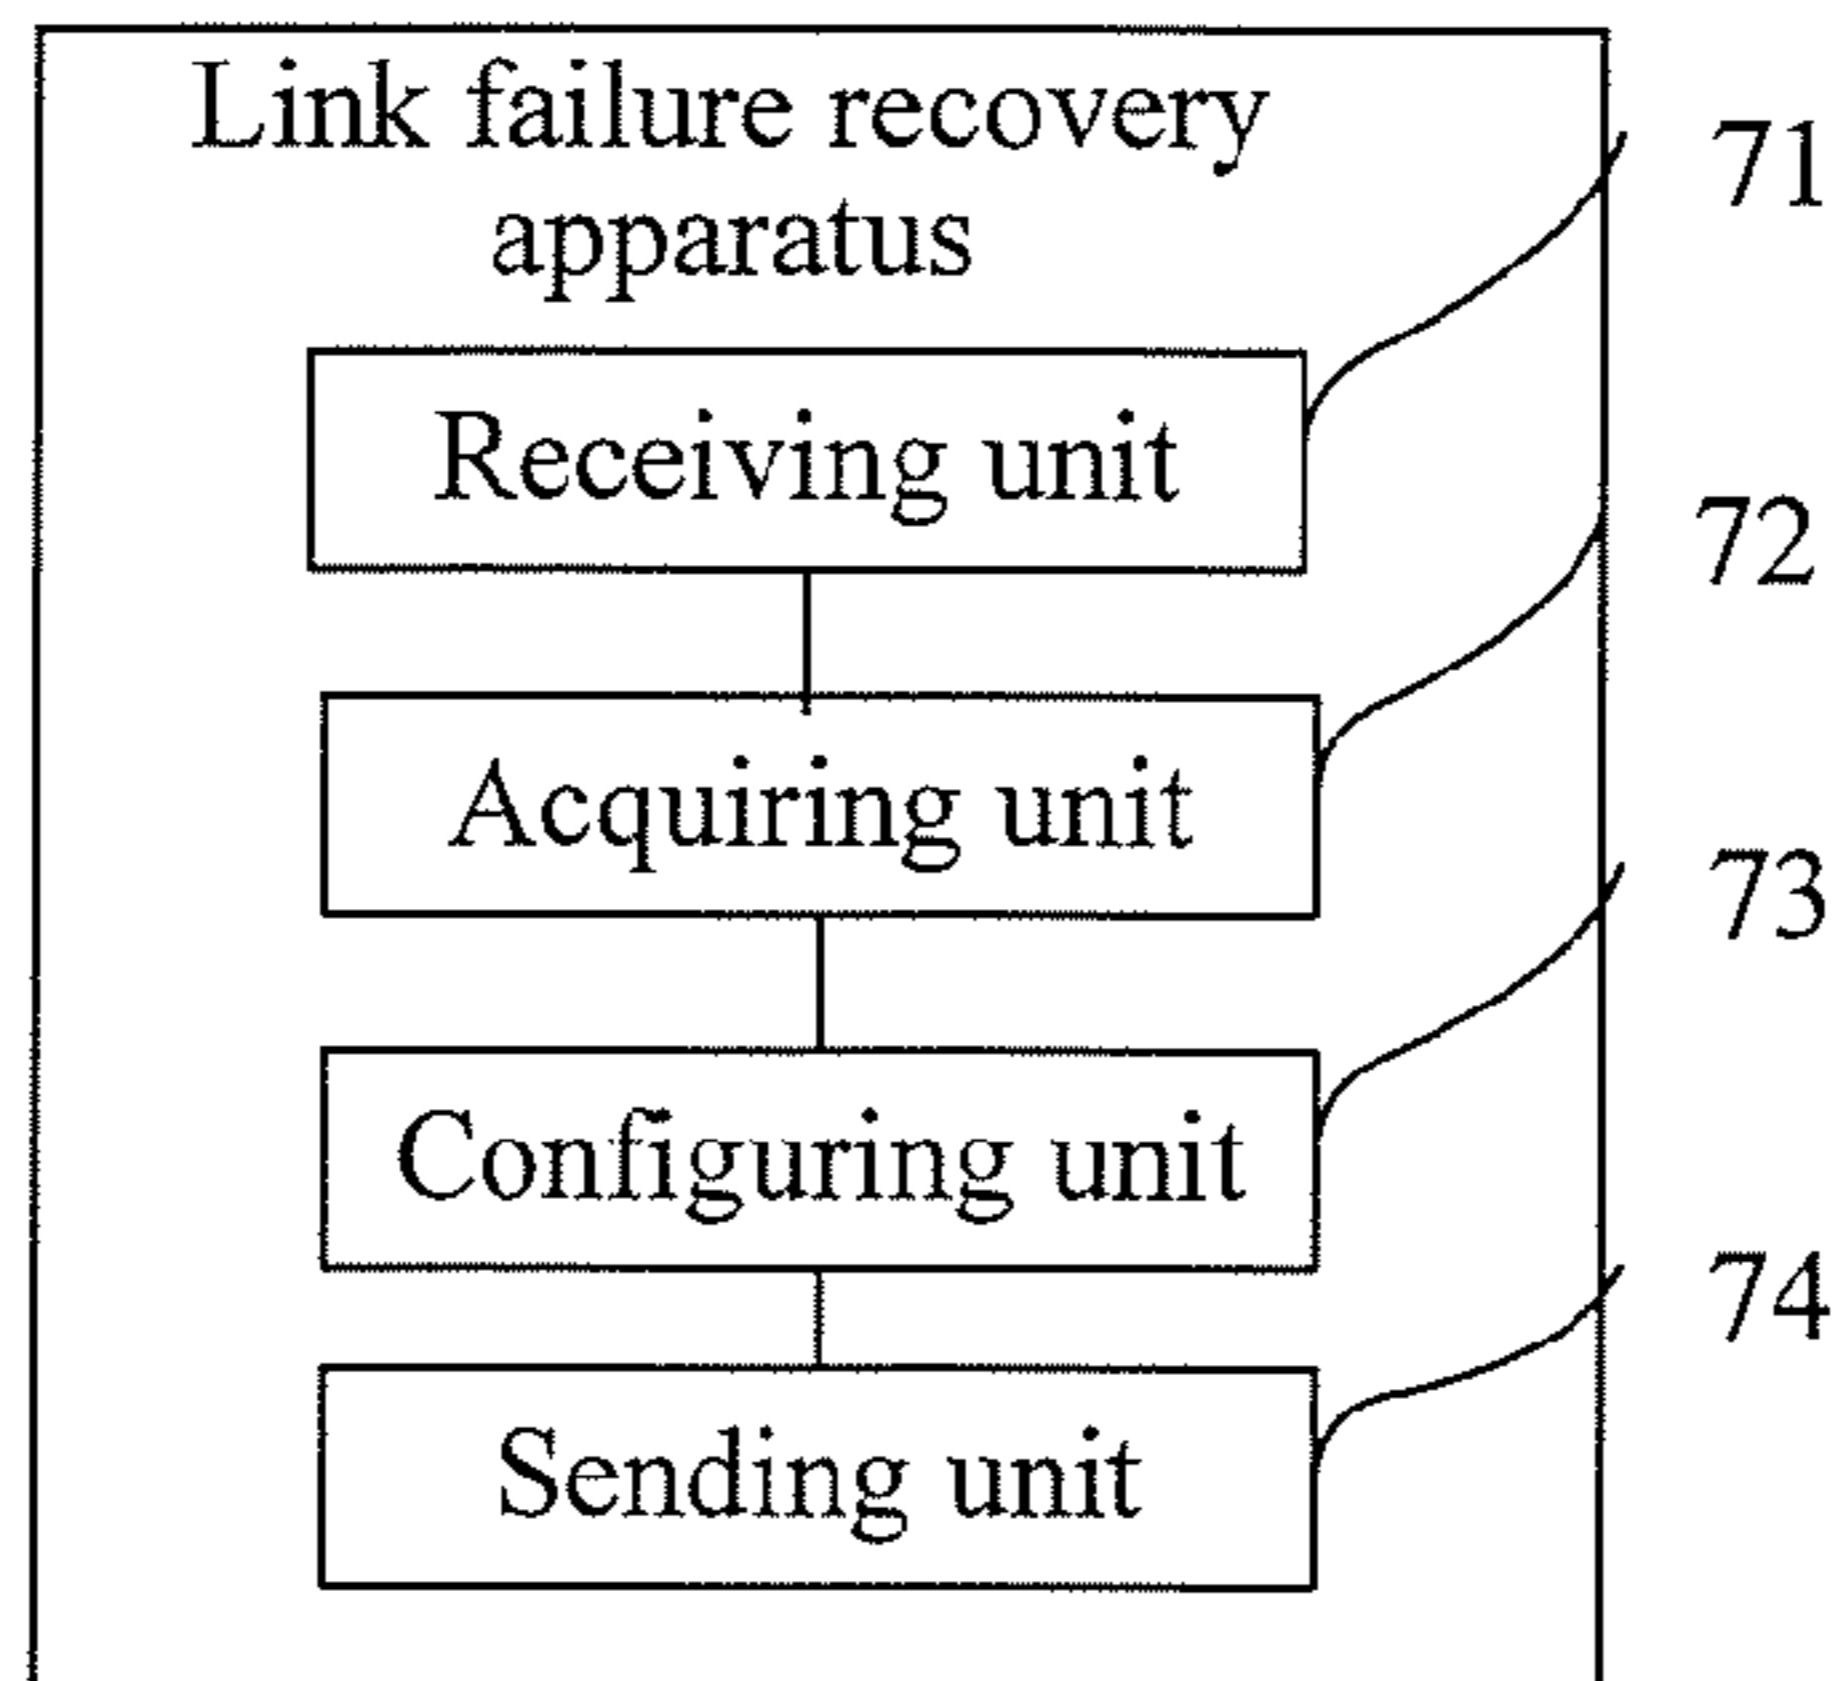 Link failure recovery
apparatus
71
Receiving unit
72
Acquiring unit
73
Configuring unit
74
Sending unit